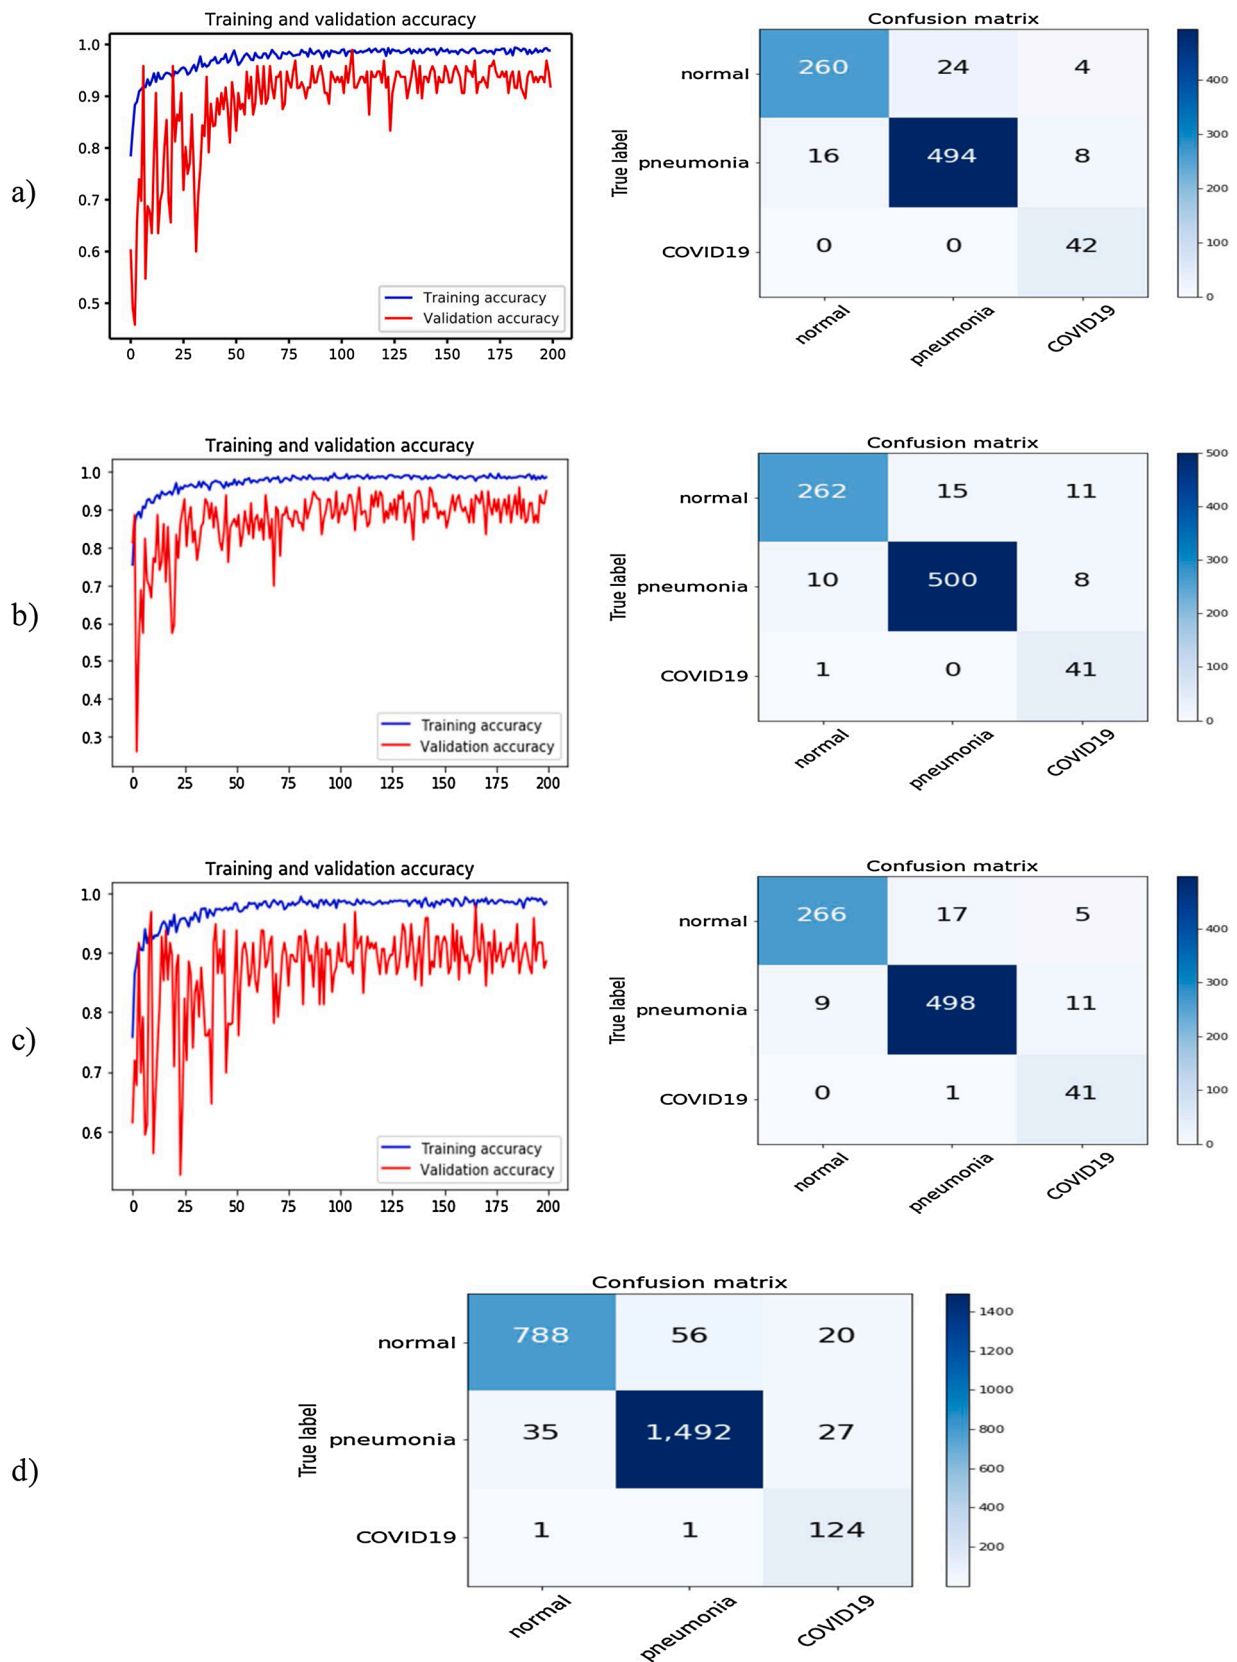 a)
Training and validation accuracy
1.0
0.9
0.8
0.7
0.6
0.5
0 25 50 75 100 125 150 175 200
Training accuracy
Validation accuracy
Confusion matrix
True label
normal 260 24 4
pneumonia 16 494 8
COVID19 0 0 42
normal pneumonia COVID19
400
300
200
100
0
b)
Training and validation accuracy
1.0
0.9
0.8
0.7
0.6
0.5
0.4
0.3
0 25 50 75 100 125 150 175 200
Training accuracy
Validation accuracy
Confusion matrix
True label
normal 262 15 11
pneumonia 10 500 8
COVID19 1 0 41
normal pneumonia COVID19
500
400
300
200
100
0
c)
Training and validation accuracy
1.0
0.9
0.8
0.7
0.6
0 25 50 75 100 125 150 175 200
Training accuracy
Validation accuracy
Confusion matrix
True label
normal 266 17 5
pneumonia 9 498 11
COVID19 0 1 41
normal pneumonia COVID19
400
300
200
100
0
d)
Confusion matrix
True label
normal 788 56 20
pneumonia 35 1,492 27
COVID19 1 1 124
normal pneumonia COVID19
1400
1200
1000
800
600
400
200